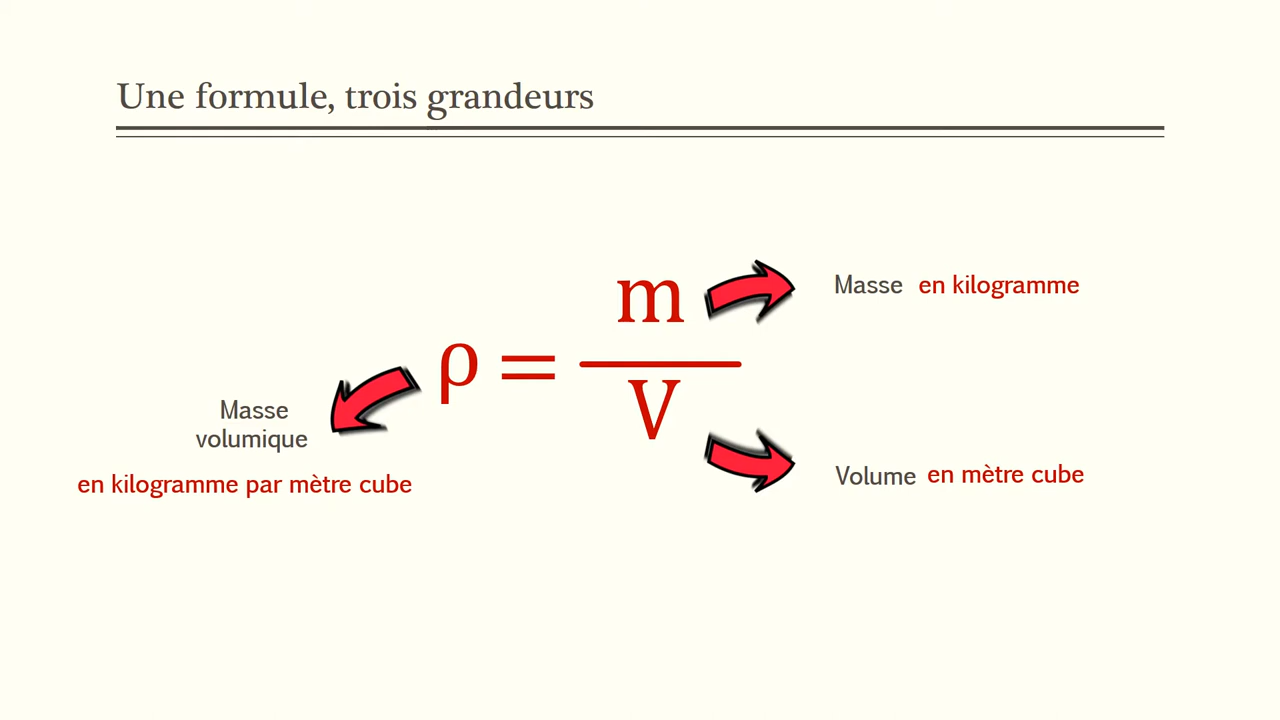 Une formule, trois grandeurs
m
Masse en kilogramme
ρ =
V
Masse
volumique
en kilogramme par mètre cube
Volume en mètre cube